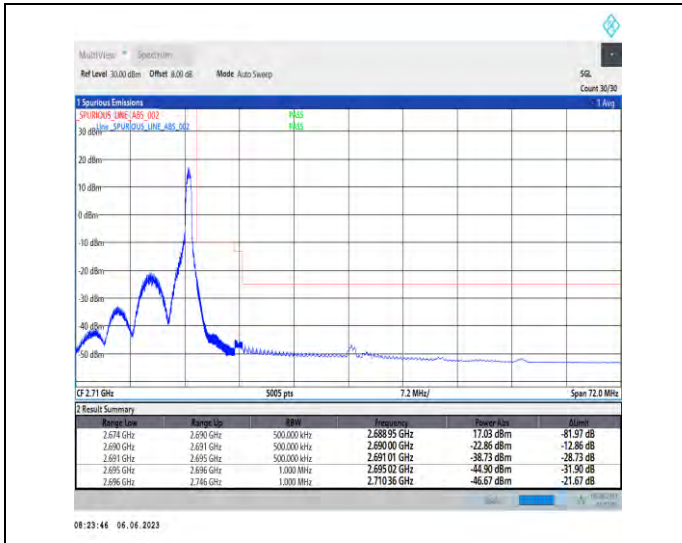 MultiView Spectrum
Ref Level 30.00 dBm Offset 8.00 dB Mode Auto Sweep SGL
Count 30/30
1 Spurious Emissions 1 Avg
_SPURIOUS_LINE_ABS_002 PASS
Line _SPURIOUS_LINE_ABS_002 PASS
30 dBm
20 dBm
10 dBm
0 dBm
-10 dBm
-20 dBm
-30 dBm
-40 dBm
-50 dBm
CF 2.71 GHz 5005 pts 7.2 MHz/ Span 72.0 MHz
2 Result Summary
Range Low Range Up RBW Frequency Power Abs ΔLimit
2.674 GHz 2.690 GHz 500.000 kHz 2.688 95 GHz 17.03 dBm -81.97 dB
2.690 GHz 2.691 GHz 500.000 kHz 2.690 00 GHz -22.86 dBm -12.86 dB
2.691 GHz 2.695 GHz 500.000 kHz 2.691 01 GHz -38.73 dBm -28.73 dB
2.695 GHz 2.696 GHz 1.000 MHz 2.695 02 GHz -44.90 dBm -31.90 dB
2.696 GHz 2.746 GHz 1.000 MHz 2.710 36 GHz -46.67 dBm -21.67 dB
08:23:46 06.06.2023